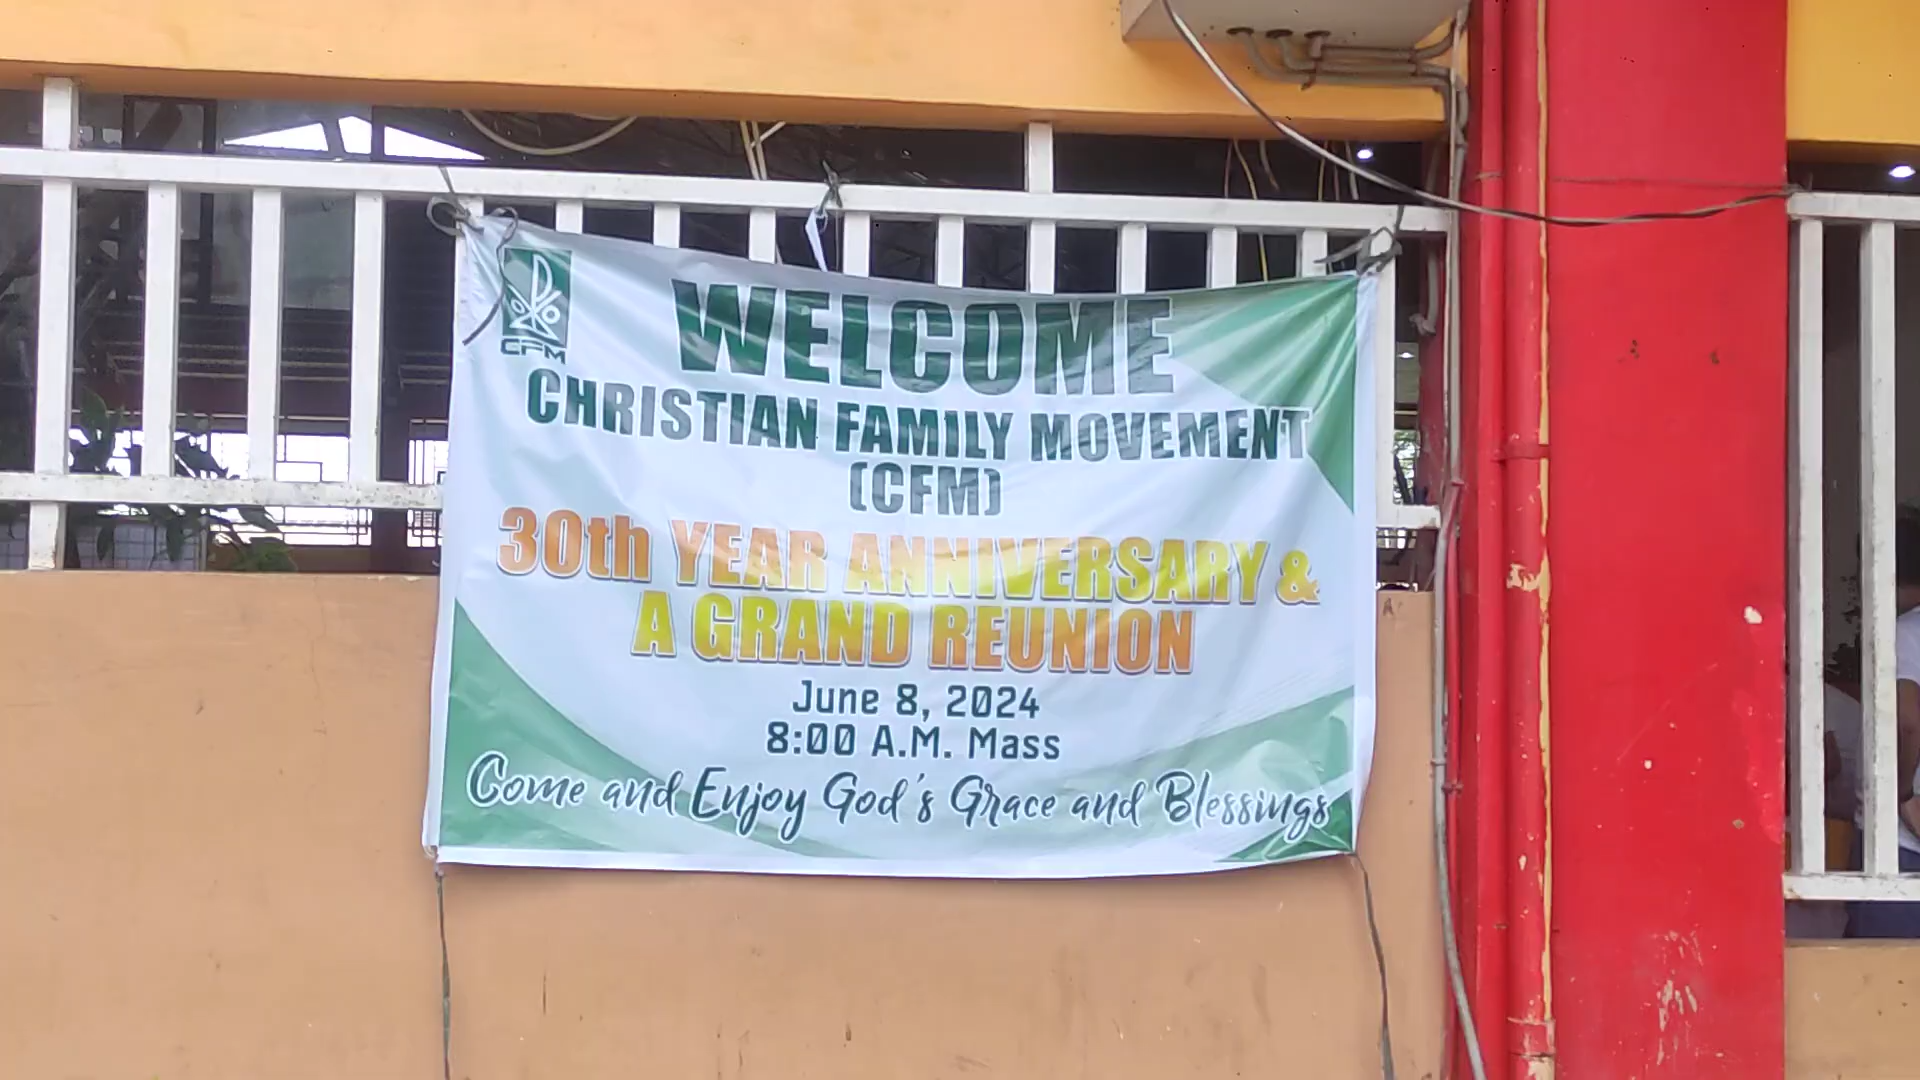 CFM
WELCOME
CHRISTIAN FAMILY MOVEMENT
(CFM)
30th YEAR ANNIVERSARY &
A GRAND REUNION
June 8, 2024
8:00 A.M. Mass
Come and Enjoy God's Grace and Blessings